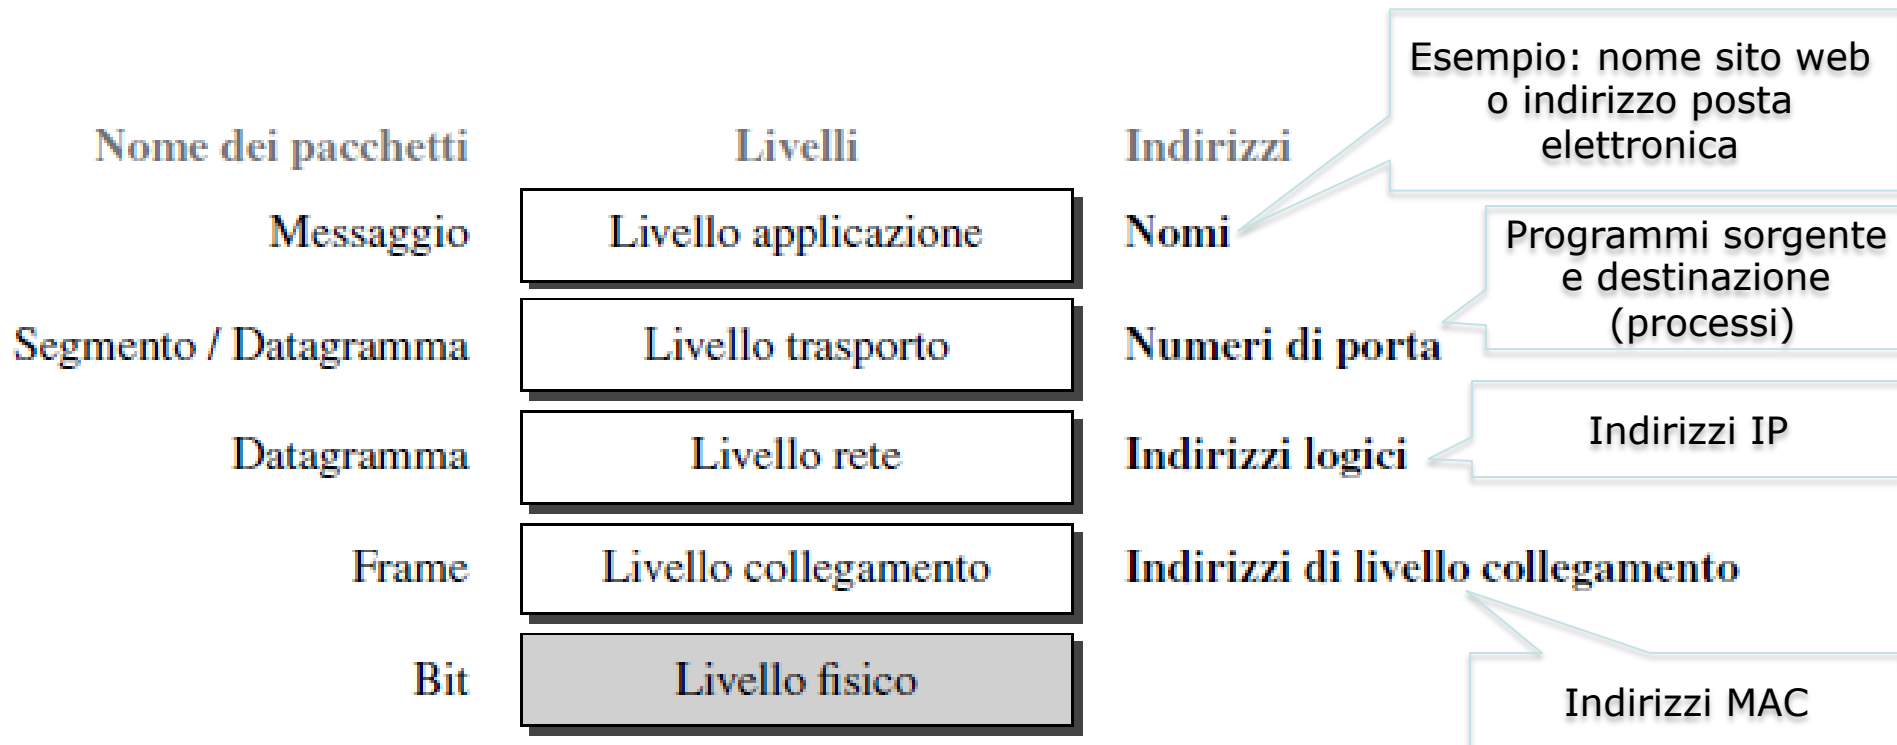 Esempio: nome sito web
o indirizzo posta
elettronica
Nome dei pacchetti Livelli Indirizzi
Messaggio Livello applicazione Nomi
Programmi sorgente
e destinazione
(processi)
Segmento / Datagramma Livello trasporto Numeri di porta
Indirizzi IP
Datagramma Livello rete Indirizzi logici
Frame Livello collegamento Indirizzi di livello collegamento
Bit Livello fisico
Indirizzi MAC